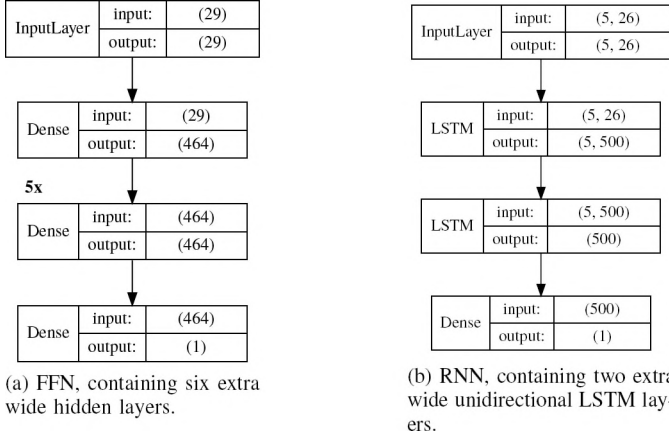 InputLayer input: (29)
output: (29)
Dense input: (29)
output: (464)
5x
Dense input: (464)
output: (464)
Dense input: (464)
output: (1)
(a) FFN, containing six extra
wide hidden layers.
InputLayer input: (5, 26)
output: (5, 26)
LSTM input: (5, 26)
output: (5, 500)
LSTM input: (5, 500)
output: (500)
Dense input: (500)
output: (1)
(b) RNN, containing two extra
wide unidirectional LSTM lay-
ers.